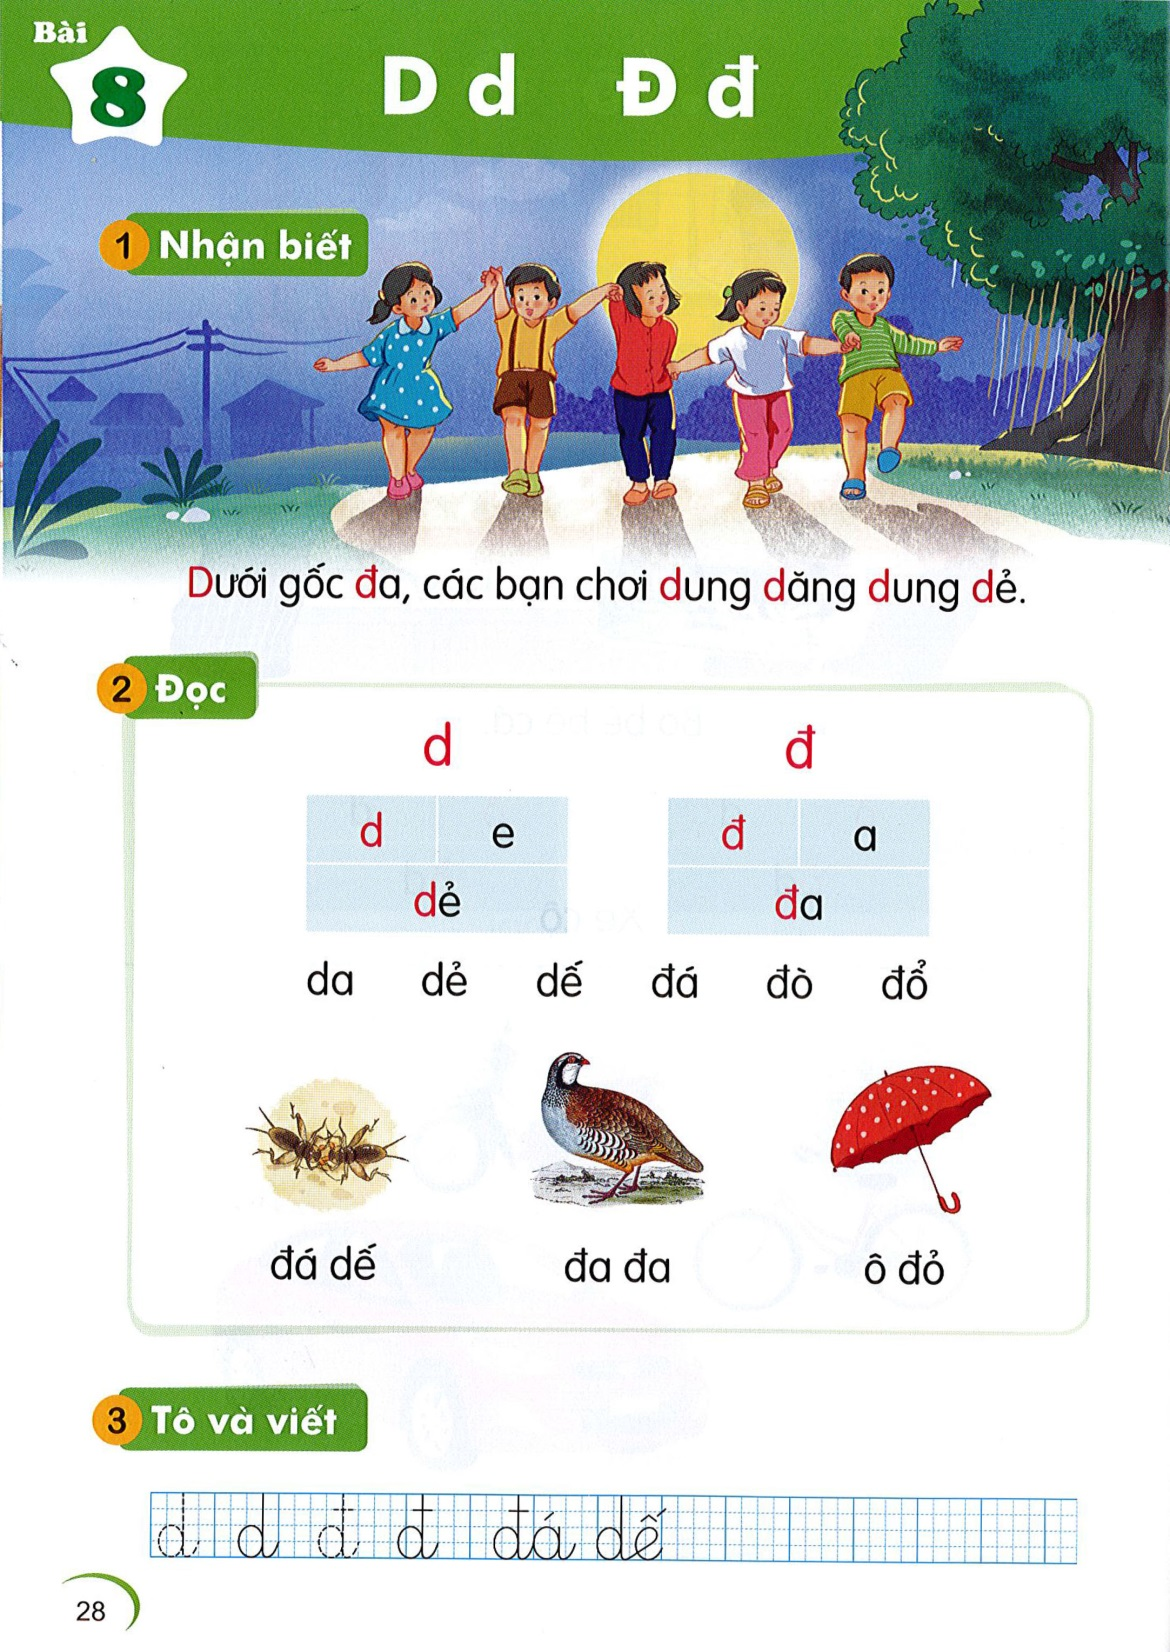 Bài
8
D d Đ đ
1 Nhận biết
Dưới gốc đa, các bạn chơi dung dăng dung dẻ.
2 Đọc
d đ
d e đ a
dẻ đa
da dẻ dế đá đò đổ
đá dế đa đa ô đỏ
3 Tô và viết
d d đ đ đá dế
28